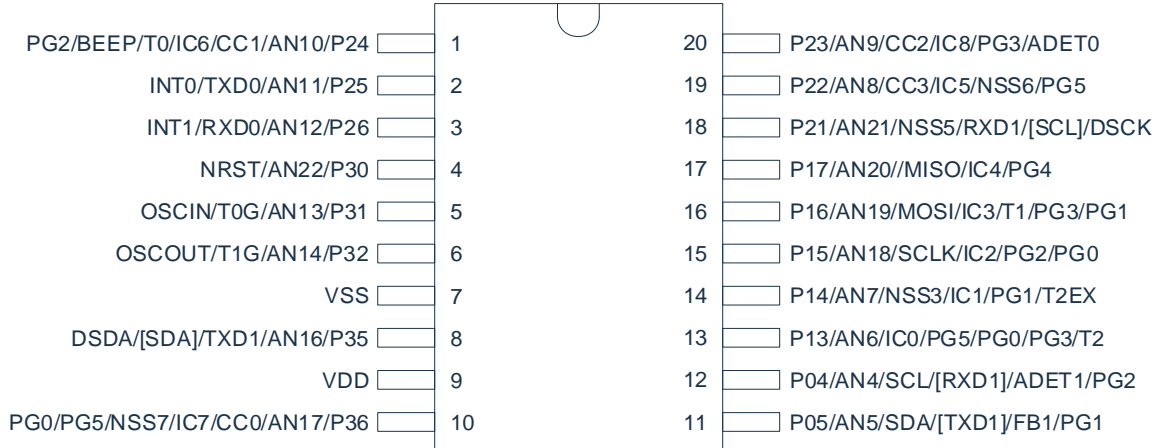 PG2/BEEP/T0/IC6/CC1/AN10/P24 1 20 P23/AN9/CC2/IC8/PG3/ADET0
INT0/TXD0/AN11/P25 2 19 P22/AN8/CC3/IC5/NSS6/PG5
INT1/RXD0/AN12/P26 3 18 P21/AN21/NSS5/RXD1/[SCL]/DSCK
NRST/AN22/P30 4 17 P17/AN20//MISO/IC4/PG4
OSCIN/T0G/AN13/P31 5 16 P16/AN19/MOSI/IC3/T1/PG3/PG1
OSCOUT/T1G/AN14/P32 6 15 P15/AN18/SCLK/IC2/PG2/PG0
VSS 7 14 P14/AN7/NSS3/IC1/PG1/T2EX
DSDA/[SDA]/TXD1/AN16/P35 8 13 P13/AN6/IC0/PG5/PG0/PG3/T2
VDD 9 12 P04/AN4/SCL/[RXD1]/ADET1/PG2
PG0/PG5/NSS7/IC7/CC0/AN17/P36 10 11 P05/AN5/SDA/[TXD1]/FB1/PG1